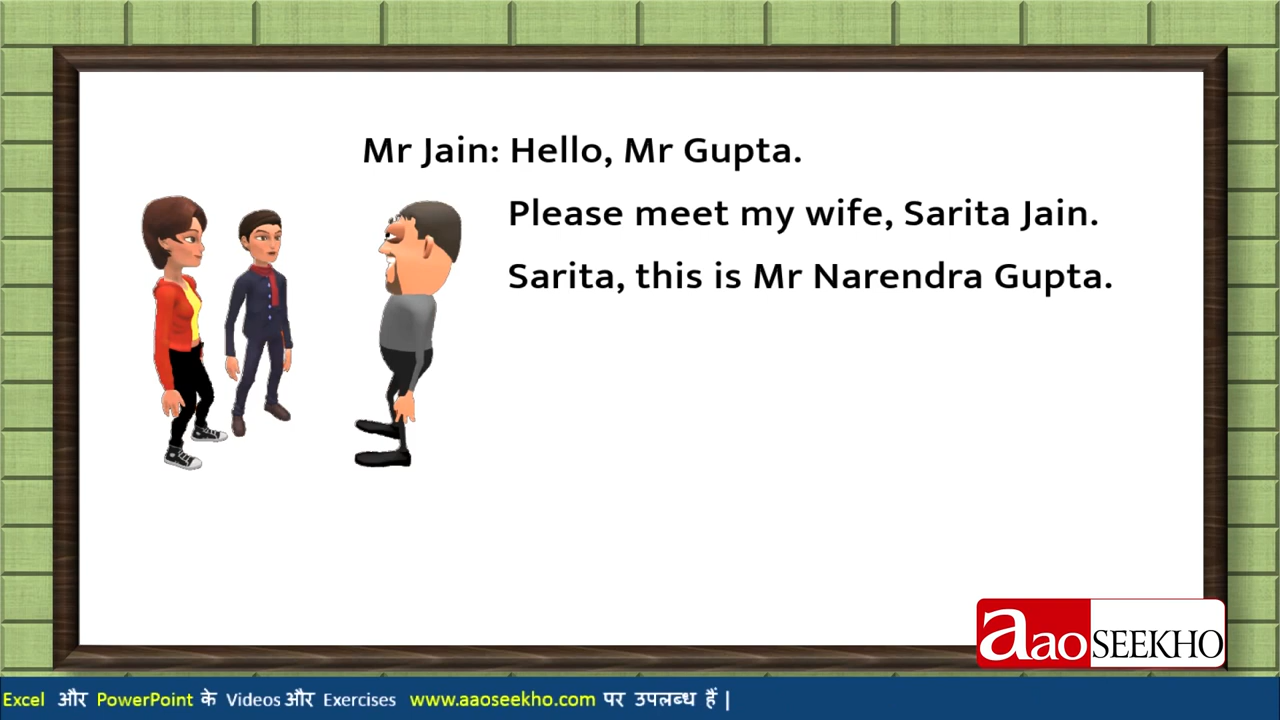 Mr Jain: Hello, Mr Gupta.
Please meet my wife, Sarita Jain.
Sarita, this is Mr Narendra Gupta.
aaoSEEKHO
Excel और PowerPoint के Videos और Exercises www.aaoseekho.com पर उपलब्ध हैं |